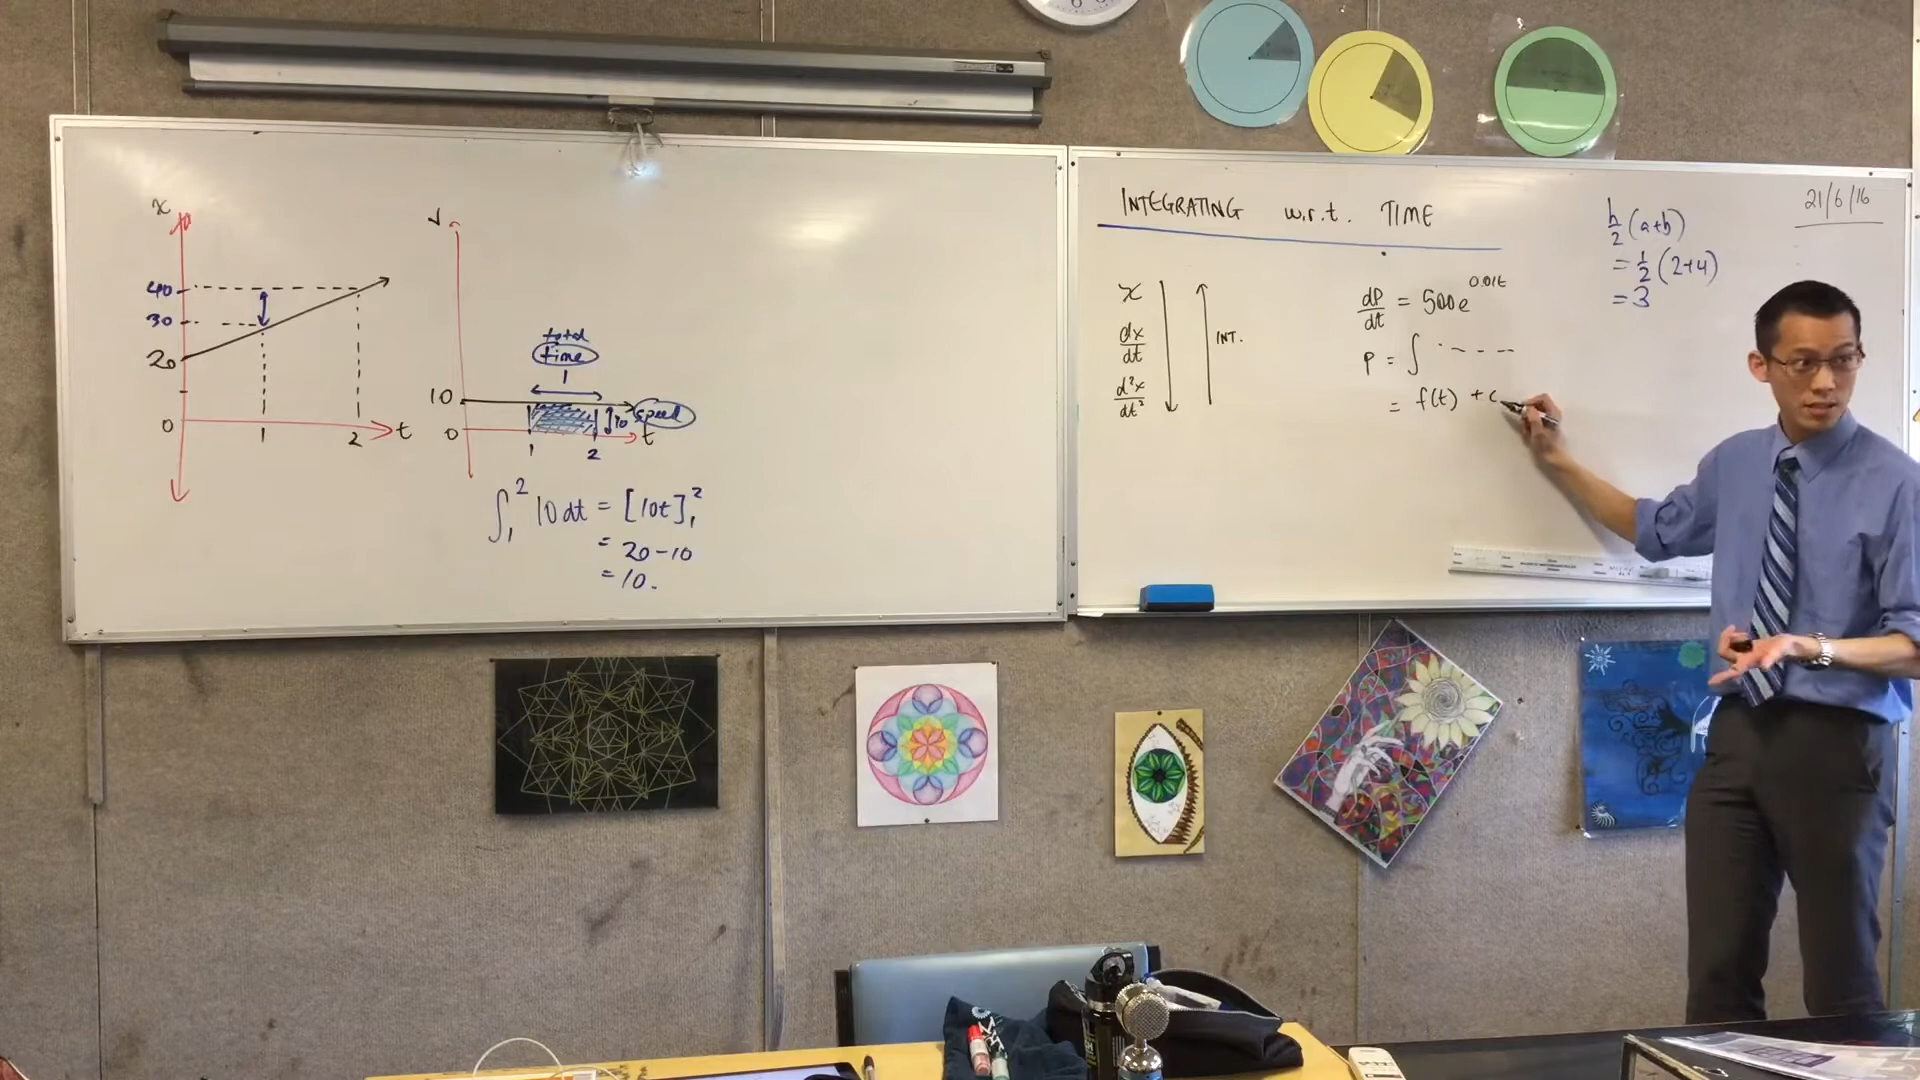 x
40
30
20
0
1
2
t
v
total
time
1
10
10
speed
0
t
1
2
∫₁² 10 dt = [10t]₁²
= 20 - 10
= 10.
INTEGRATING w.r.t. TIME
21/6/16
h/2 (a+b)
= 1/2 (2+4)
= 3
x
dx/dt
d²x/dt²
INT.
dP/dt = 500e^0.01t
P = ∫ · - - - -
= f(t) + c